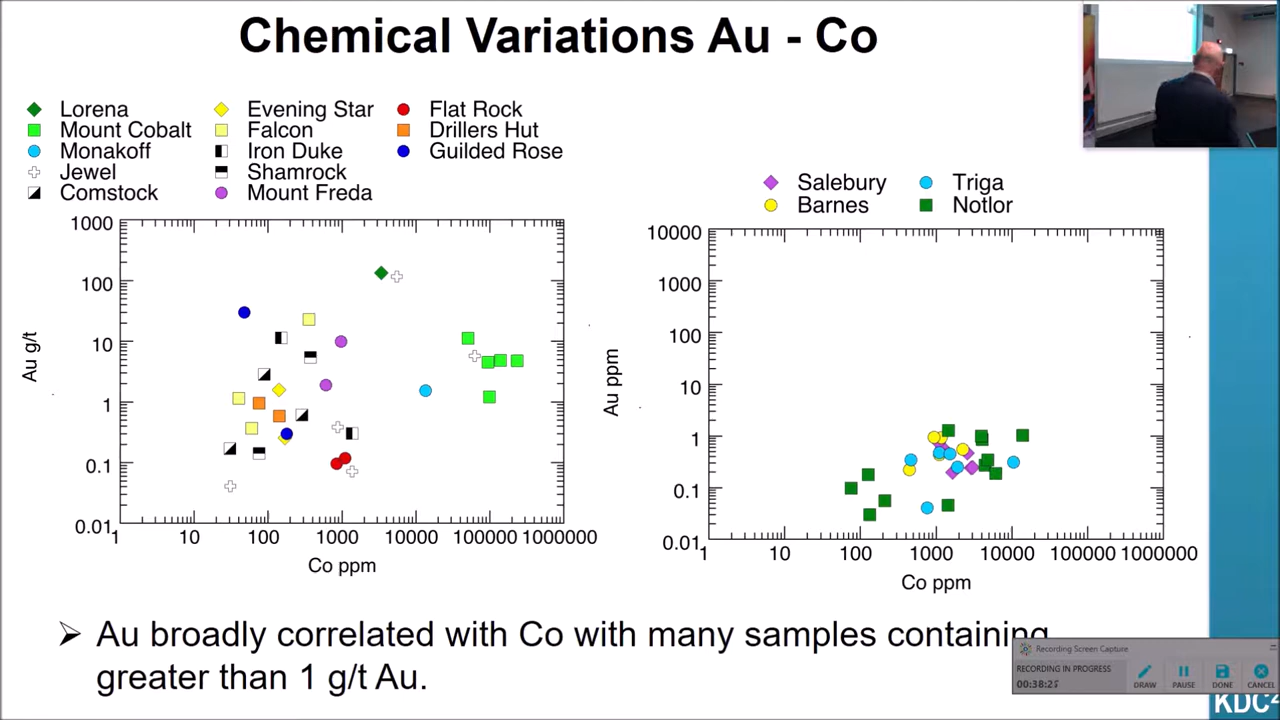 Chemical Variations Au - Co
Lorena
Evening Star
Flat Rock
Mount Cobalt
Falcon
Drillers Hut
Monakoff
Iron Duke
Guilded Rose
Jewel
Shamrock
Comstock
Mount Freda
Salebury
Triga
Barnes
Notlor
1000
100
10
1
0.1
0.01
Au g/t
1 10 100 1000 10000 100000 1000000
Co ppm
10000
1000
100
10
1
0.1
0.01
Au ppm
1 10 100 1000 10000 1000000 1000000
Co ppm
Au broadly correlated with Co with many samples containing
greater than 1 g/t Au.
Recording Screen Capture
RECORDING IN PROGRESS
DRAW PAUSE DONE CANCEL
KDC²